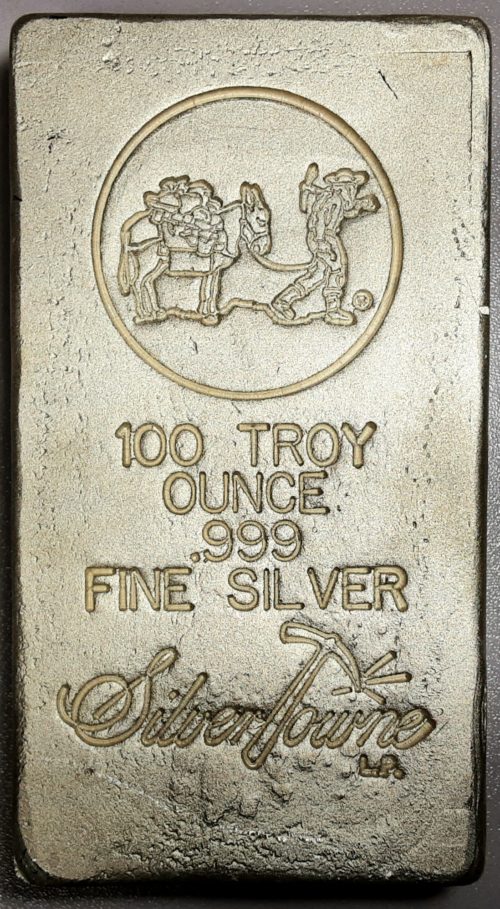 100 TROY
OUNCE
.999
FINE SILVER
SilverTowne
L.P.